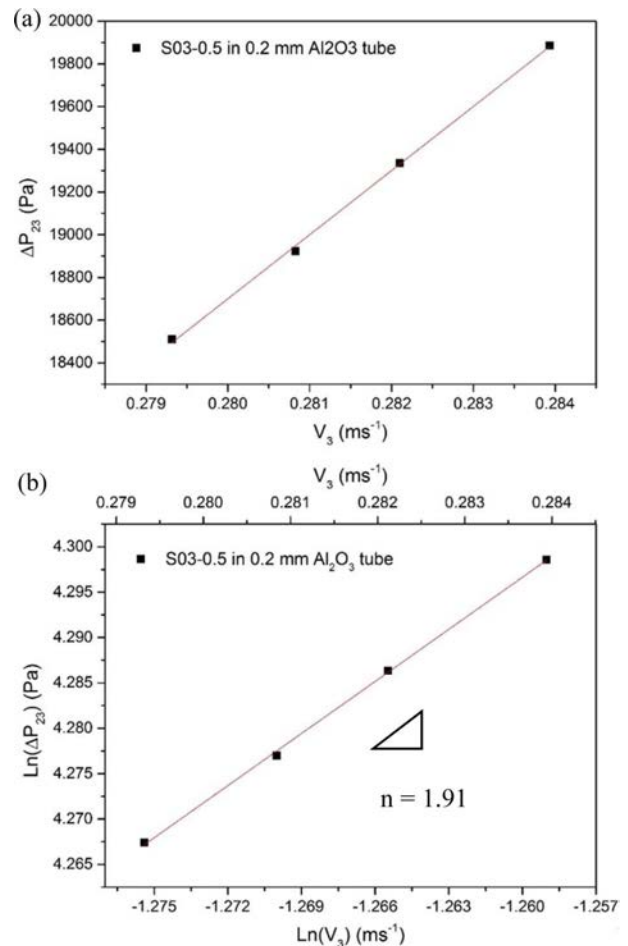 (a)
20000
S03-0.5 in 0.2 mm Al2O3 tube
19800
19600
19400
19200
19000
18800
18600
18400
ΔP23 (Pa)
0.279 0.280 0.281 0.282 0.283 0.284
V3 (ms-1)
(b)
V3 (ms-1)
0.279 0.280 0.281 0.282 0.283 0.284
4.300
S03-0.5 in 0.2 mm Al2O3 tube
4.295
4.290
4.285
4.280
4.275
4.270
4.265
Ln(ΔP23) (Pa)
n = 1.91
-1.275 -1.272 -1.269 -1.266 -1.263 -1.260 -1.257
Ln(V3) (ms-1)